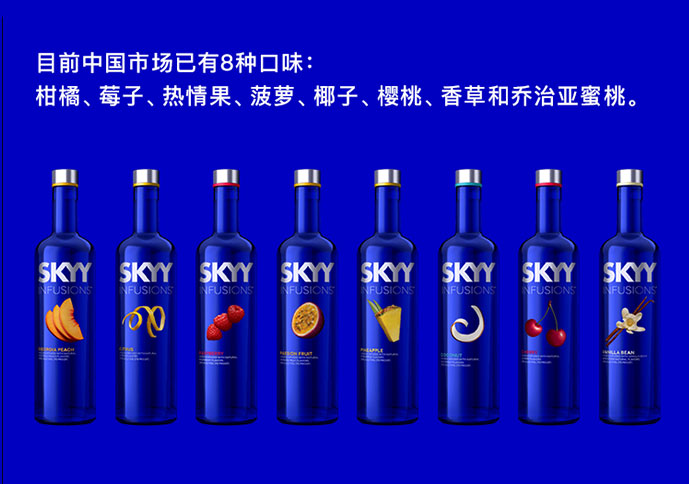 目前中国市场已有8种口味：
柑橘、莓子、热情果、菠萝、椰子、樱桃、香草和乔治亚蜜桃。
SKYY SKYY SKYY SKYY SKYY SKYY SKYY SKYY
INFUSIONS INFUSIONS INFUSIONS INFUSIONS INFUSIONS INFUSIONS INFUSIONS INFUSIONS
GEORGIA PEACH CITRUS PASSION FRUIT PINEAPPLE COCONUT VANILLA BEAN